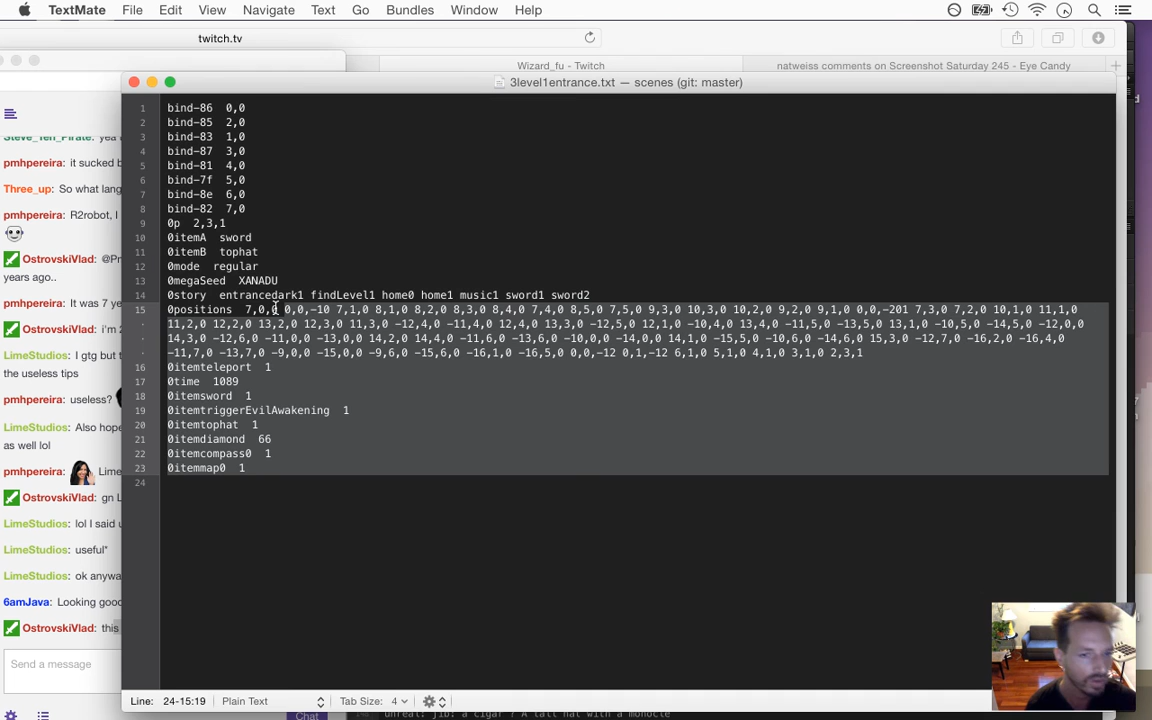 TextMate File Edit View Navigate Text Go Bundles Window Help
twitch.tv
Wizard_fu - Twitch
natweiss comments on Screenshot Saturday 245 - Eye Candy
3level1entrance.txt — scenes (git: master)
1 bind-86 0,0
2 bind-85 2,0
3 bind-83 1,0
4 bind-87 3,0
5 bind-81 4,0
6 bind-7f 5,0
7 bind-8e 6,0
8 bind-82 7,0
9 0p 2,3,1
10 0itemA sword
11 0itemB tophat
12 0mode regular
13 0megaSeed XANADU
14 0story entrancedark1 findLevel1 home0 home1 music1 sword1 sword2
15 0positions 7,0,0 0,0,-10 7,1,0 8,1,0 8,2,0 8,3,0 8,4,0 7,4,0 8,5,0 7,5,0 9,3,0 10,3,0 10,2,0 9,2,0 9,1,0 0,0,-201 7,3,0 7,2,0 10,1,0 11,1,0
11,2,0 12,2,0 13,2,0 12,3,0 11,3,0 -12,4,0 -11,4,0 12,4,0 13,3,0 -12,5,0 12,1,0 -10,4,0 13,4,0 -11,5,0 -13,5,0 13,1,0 -10,5,0 -14,5,0 -12,0,0
14,3,0 -12,6,0 -11,0,0 -13,0,0 14,2,0 14,4,0 -11,6,0 -13,6,0 -10,0,0 -14,0,0 14,1,0 -15,5,0 -10,6,0 -14,6,0 15,3,0 -12,7,0 -16,2,0 -16,4,0
-11,7,0 -13,7,0 -9,0,0 -15,0,0 -9,6,0 -15,6,0 -16,1,0 -16,5,0 0,0,-12 0,1,-12 6,1,0 5,1,0 4,1,0 3,1,0 2,3,1
16 0itemteleport 1
17 0time 1089
18 0itemsword 1
19 0itemtriggerEvilAwakening 1
20 0itemtophat 1
21 0itemdiamond 66
22 0itemcompass0 1
23 0itemmap0 1
24
Steve_Ten_Pirate: yea
pmhpereira: it sucked b
Three_up: So what lang
pmhpereira: R2robot, I
OstrovskiVlad: @Pm
years ago..
pmhpereira: It was 7 ye
OstrovskiVlad: i'm 2
LimeStudios: I gtg but t
the useless tips
pmhpereira: useless?
LimeStudios: Also hope
as well lol
pmhpereira: Lime
OstrovskiVlad: gn L
LimeStudios: lol I said u
LimeStudios: useful*
LimeStudios: ok anywa
6amJava: Looking good
OstrovskiVlad: this
Send a message
Chat
Line: 24-15:19 Plain Text Tab Size: 4
unreal: jib: a cigar ? A tall hat with a monocle